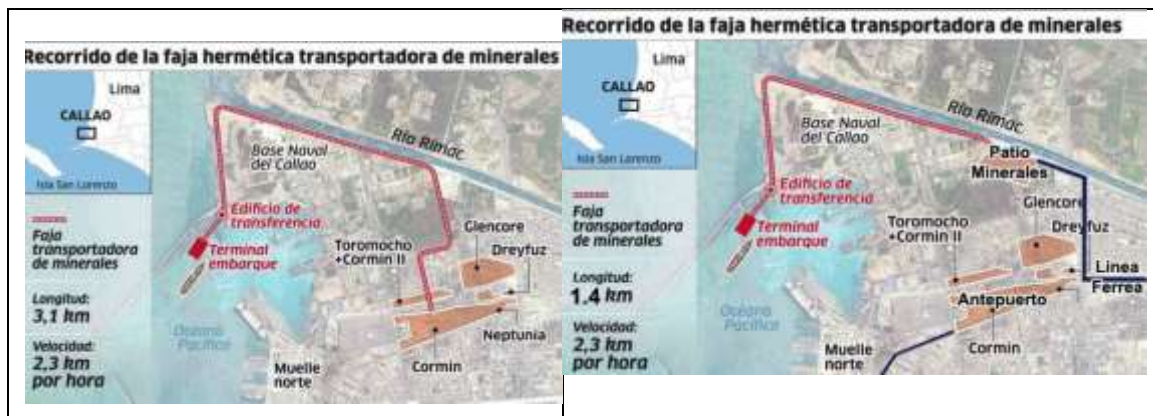 Recorrido de la faja hermética transportadora de minerales
Lima
CALLAO
Isla San Lorenzo
Río Rímac
Base Naval
del Callao
Edificio de
transferencia
Terminal
embarque
Faja
transportadora
de minerales
Longitud:
3,1 km
Velocidad:
2,3 km
por hora
Toromocho
+Cormin II
Glencore
Dreyfuz
Neptunia
Cormin
Muelle
norte
Océano
Pacífico
Recorrido de la faja hermética transportadora de minerales
Lima
CALLAO
Isla San Lorenzo
Río Rímac
Base Naval
del Callao
Patio
Minerales
Edificio de
transferencia
Terminal
embarque
Faja
transportadora
de minerales
Longitud:
1.4 km
Velocidad:
2,3 km
por hora
Toromocho
+Cormin II
Glencore
Dreyfuz
Linea
Ferrea
Antepuerto
Cormin
Muelle
norte
Océano
Pacífico